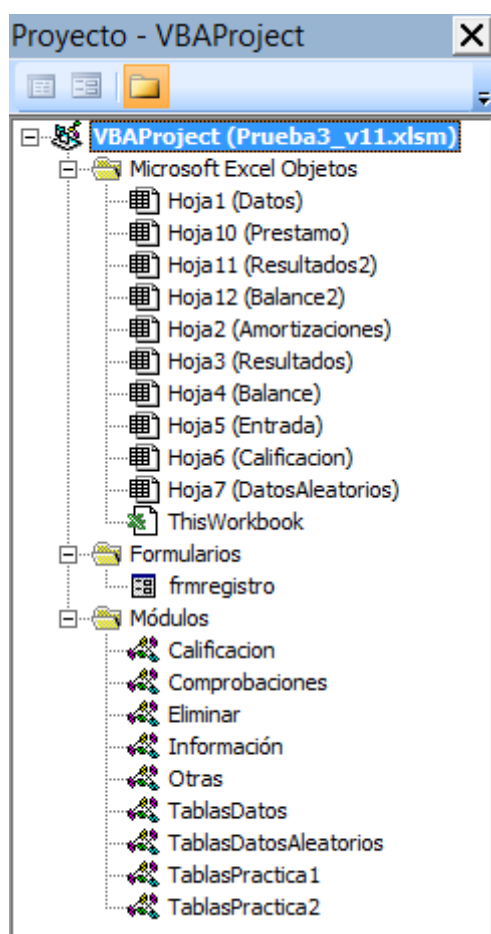 Proyecto - VBAProject
VBAProject (Prueba3_v11.xlsm)
Microsoft Excel Objetos
Hoja1 (Datos)
Hoja10 (Prestamo)
Hoja11 (Resultados2)
Hoja12 (Balance2)
Hoja2 (Amortizaciones)
Hoja3 (Resultados)
Hoja4 (Balance)
Hoja5 (Entrada)
Hoja6 (Calificacion)
Hoja7 (DatosAleatorios)
ThisWorkbook
Formularios
frmregistro
Módulos
Calificacion
Comprobaciones
Eliminar
Información
Otras
TablasDatos
TablasDatosAleatorios
TablasPractica1
TablasPractica2